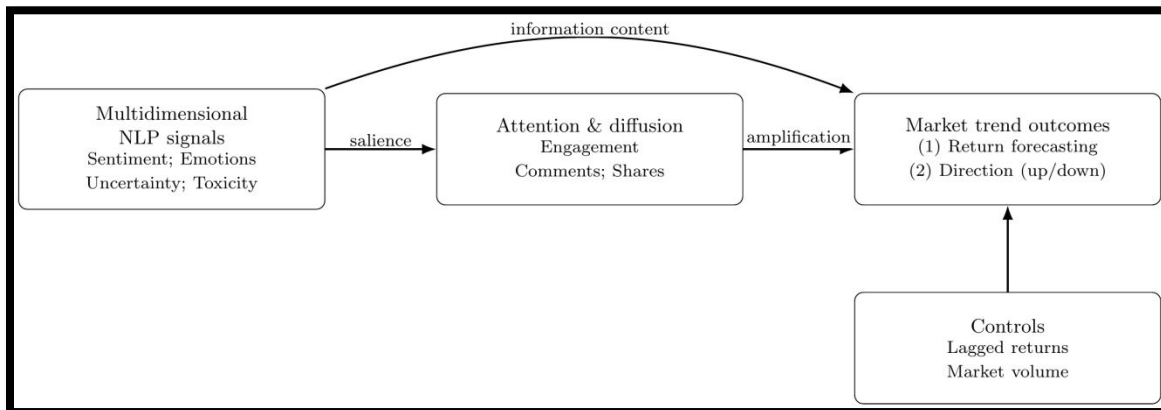 information content
Multidimensional
NLP signals
Sentiment; Emotions
Uncertainty; Toxicity
salience
Attention & diffusion
Engagement
Comments; Shares
amplification
Market trend outcomes
(1) Return forecasting
(2) Direction (up/down)
Controls
Lagged returns
Market volume